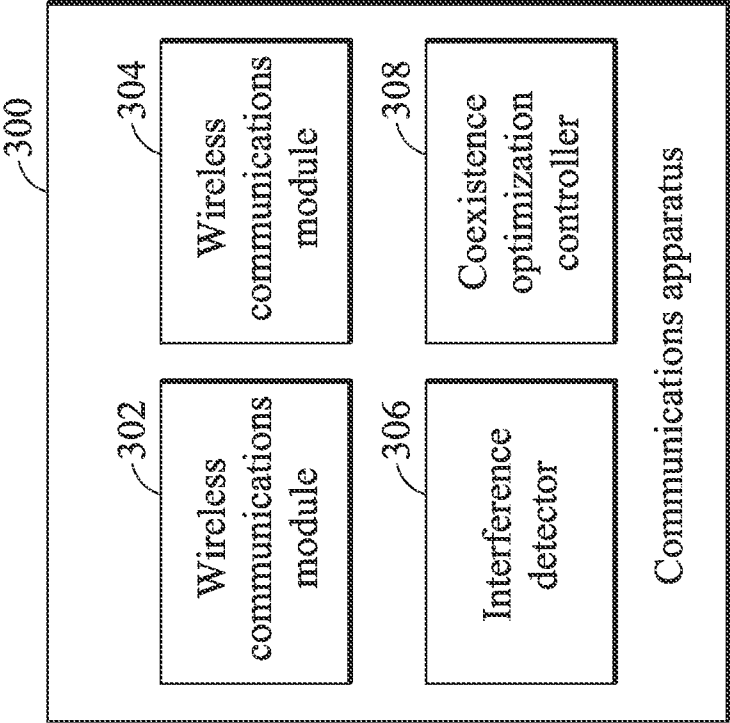 300
302
Wireless
communications
module
304
Wireless
communications
module
306
Interference
detector
308
Coexistence
optimization
controller
Communications apparatus